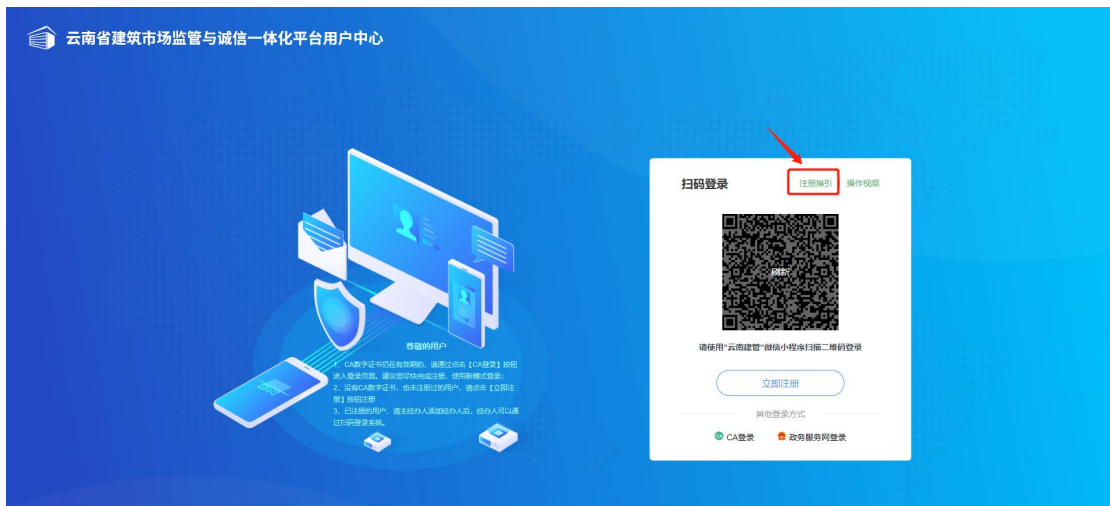 云南省建筑市场监管与诚信一体化平台用户中心
扫码登录
注册指引
操作视频
刷新
请使用"云南建管"微信小程序扫描二维码登录
立即注册
其他登录方式
CA登录
政务服务网登录
尊敬的用户
1、CA数字证书仍在有效期的，请通过点击【CA登录】按钮
进入登录页面，建议您尽快完成注册，使用新模式登录；
2、没有CA数字证书，也未注册过的用户，请点击【立即注
册】按钮注册
3、已注册的用户，请主经办人添加经办人后，经办人可以通
过扫码登录系统。